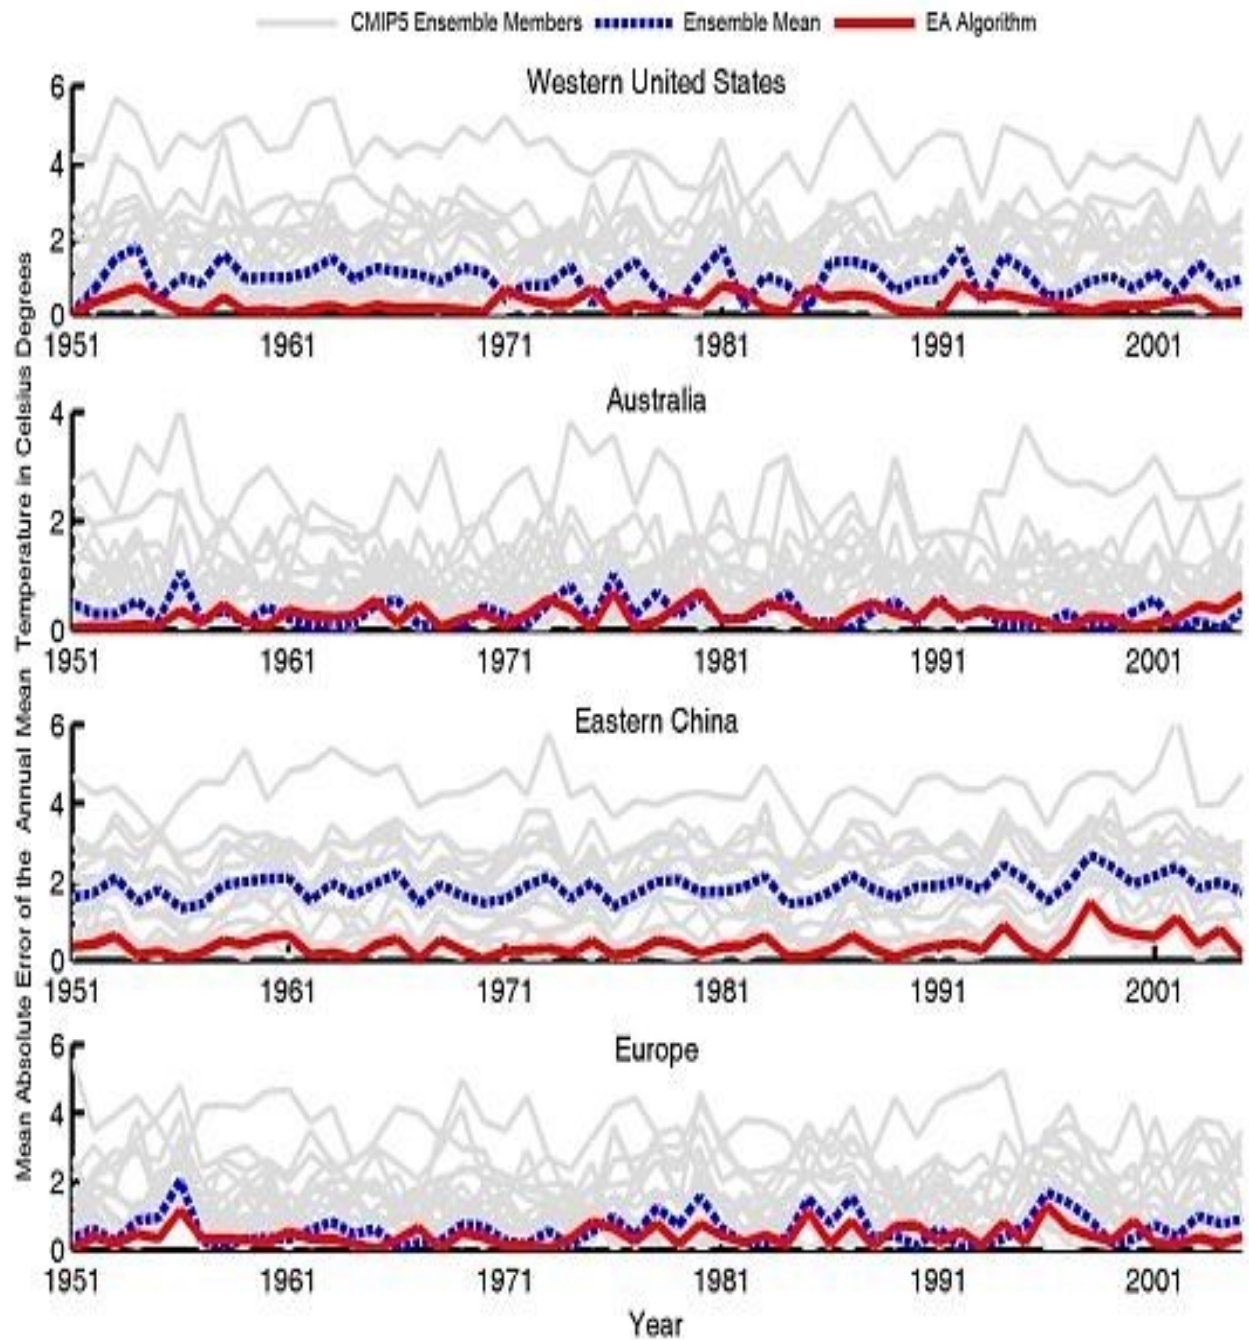 CMIP5 Ensemble Members Ensemble Mean EA Algorithm
Mean Absolute Error of the Annual Mean Temperature in Celsius Degrees
Western United States
6
4
2
0
1951 1961 1971 1981 1991 2001
Australia
4
2
0
1951 1961 1971 1981 1991 2001
Eastern China
6
4
2
0
1951 1961 1971 1981 1991 2001
Europe
6
4
2
0
1951 1961 1971 1981 1991 2001
Year